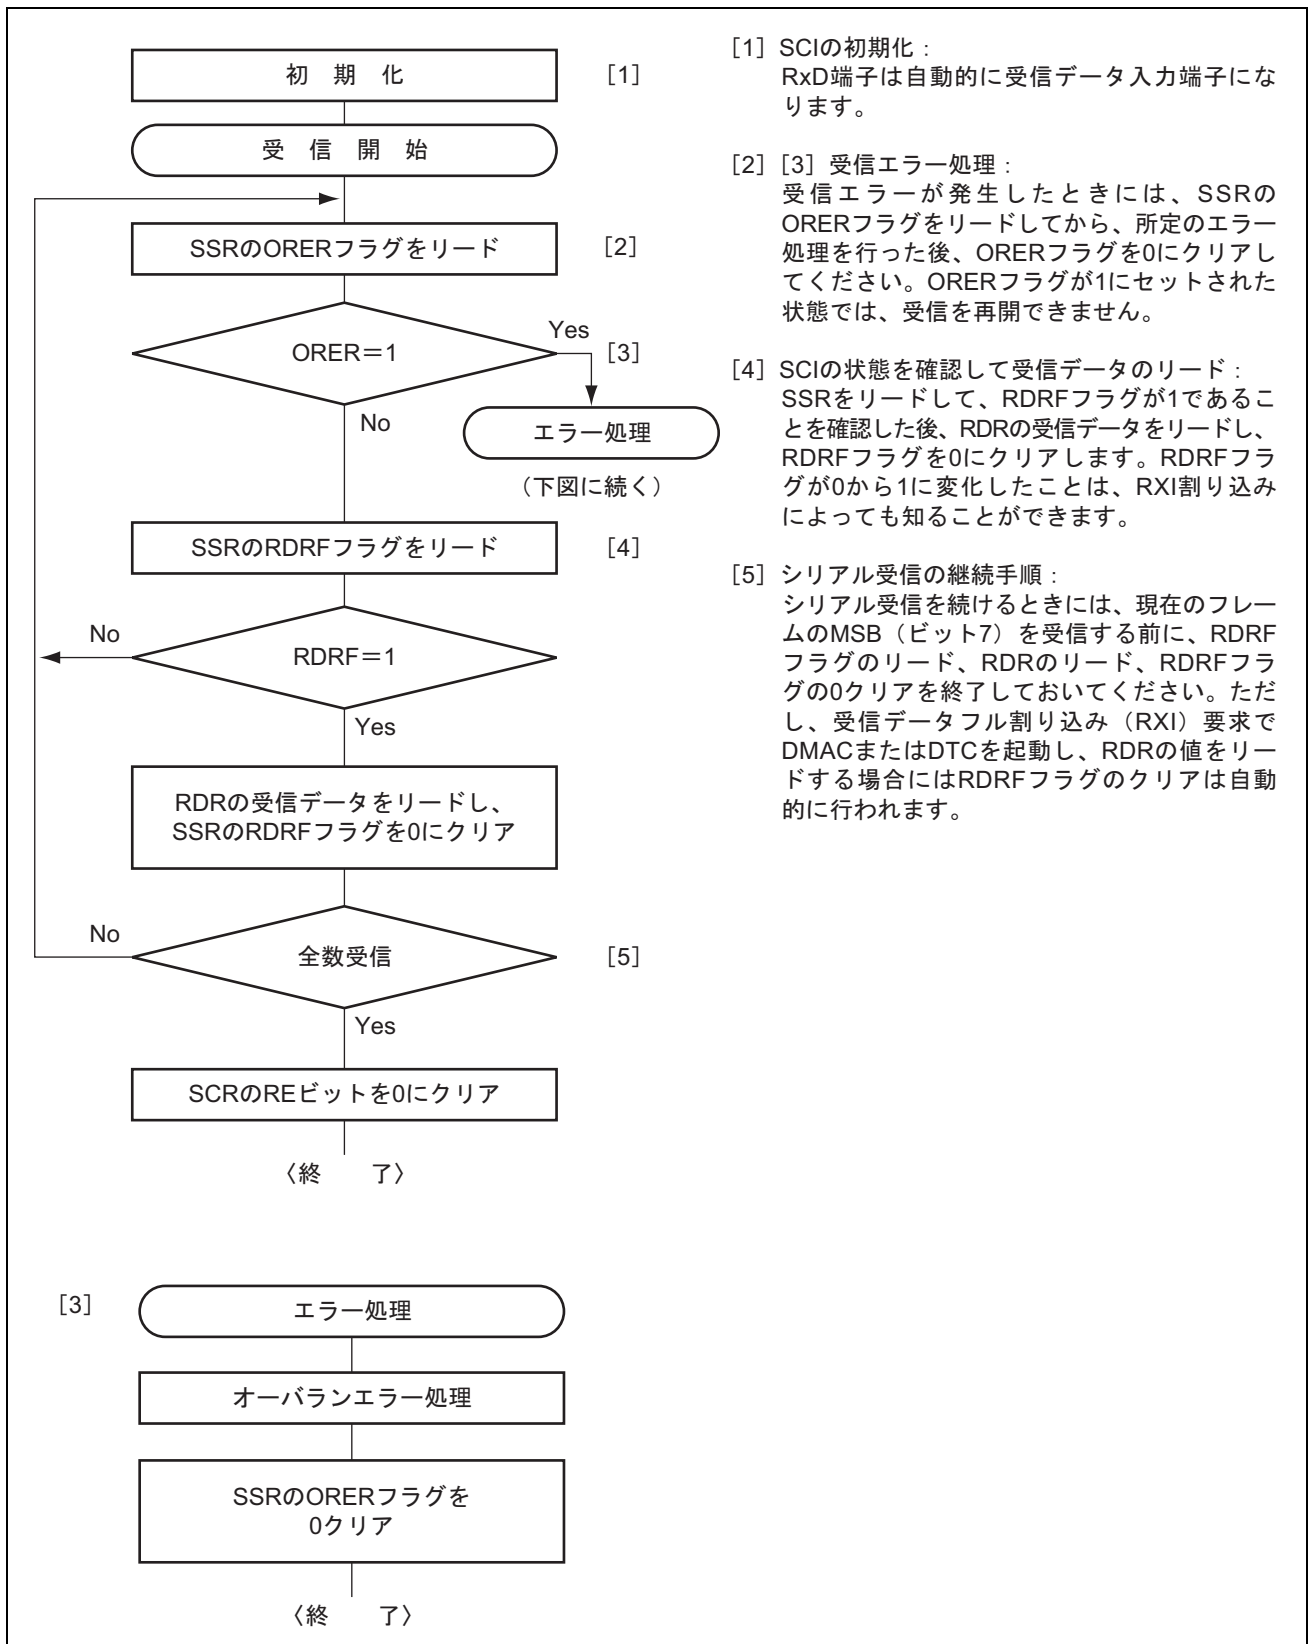 初 期 化
[1]
受 信 開 始
SSRのORERフラグをリード
[2]
ORER=1
Yes
[3]
No
エラー処理
（下図に続く）
SSRのRDRFフラグをリード
[4]
No
RDRF=1
Yes
RDRの受信データをリードし、
SSRのRDRFフラグを0にクリア
No
全数受信
[5]
Yes
SCRのREビットを0にクリア
〈終 了〉
[1] SCIの初期化：
RxD端子は自動的に受信データ入力端子にな
ります。
[2] [3] 受信エラー処理：
受信エラーが発生したときには、SSRの
ORERフラグをリードしてから、所定のエラー
処理を行った後、ORERフラグを0にクリアし
てください。ORERフラグが1にセットされた
状態では、受信を再開できません。
[4] SCIの状態を確認して受信データのリード：
SSRをリードして、RDRFフラグが1であるこ
とを確認した後、RDRの受信データをリードし、
RDRFフラグを0にクリアします。RDRFフラ
グが0から1に変化したことは、RXI割り込み
によっても知ることができます。
[5] シリアル受信の継続手順：
シリアル受信を続けるときには、現在のフレー
ムのMSB（ビット7）を受信する前に、RDRF
フラグのリード、RDRのリード、RDRFフラ
グの0クリアを終了しておいてください。ただ
し、受信データフル割り込み（RXI）要求で
DMACまたはDTCを起動し、RDRの値をリー
ドする場合にはRDRFフラグのクリアは自動
的に行われます。
[3]
エラー処理
オーバランエラー処理
SSRのORERフラグを
0クリア
〈終 了〉